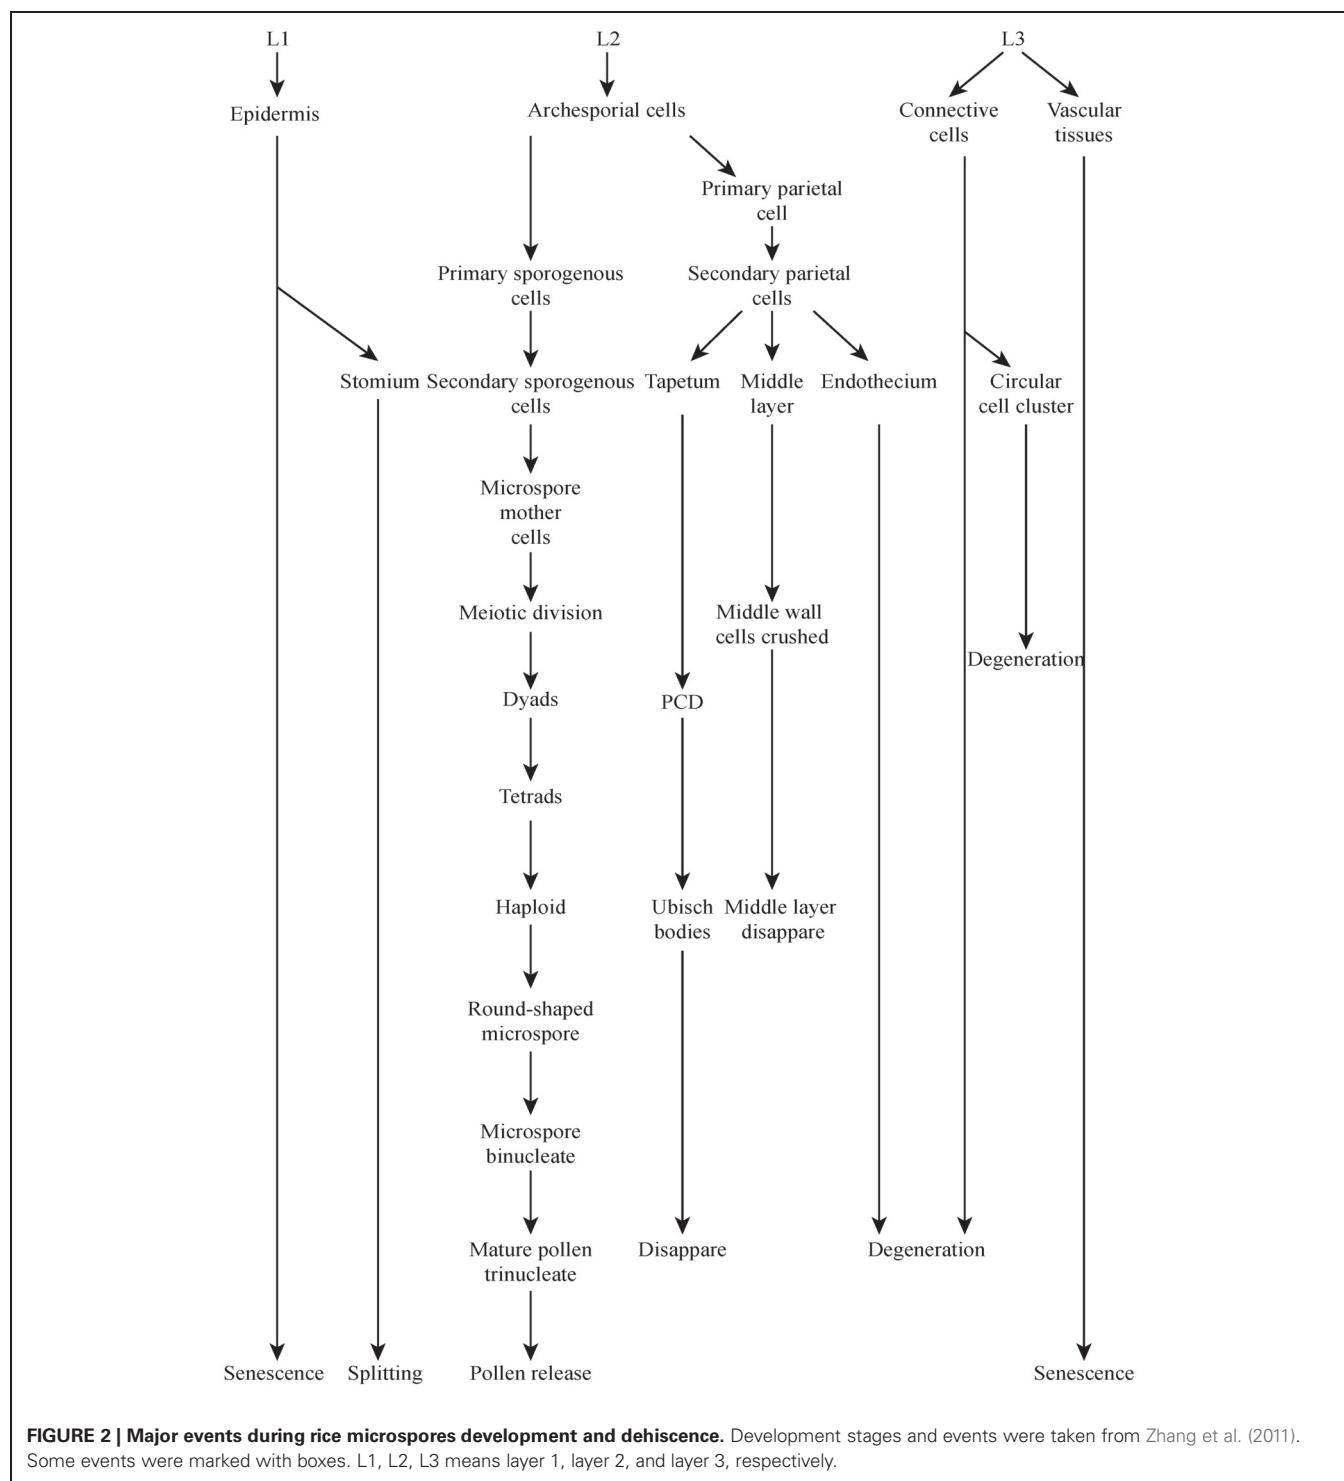 L1
L2
L3
Epidermis
Archesporial cells
Connective
cells
Vascular
tissues
Primary parietal
cell
Primary sporogenous
cells
Secondary parietal
cells
Stomium
Secondary sporogenous
cells
Tapetum
Middle
layer
Endothecium
Circular
cell cluster
Microspore
mother
cells
Meiotic division
Middle wall
cells crushed
Degeneration
Dyads
PCD
Tetrads
Haploid
Ubisch
bodies
Middle layer
disappare
Round-shaped
microspore
Microspore
binucleate
Mature pollen
trinucleate
Disappare
Degeneration
Senescence
Splitting
Pollen release
Senescence
FIGURE 2 | Major events during rice microspores development and dehiscence. Development stages and events were taken from Zhang et al. (2011).
Some events were marked with boxes. L1, L2, L3 means layer 1, layer 2, and layer 3, respectively.